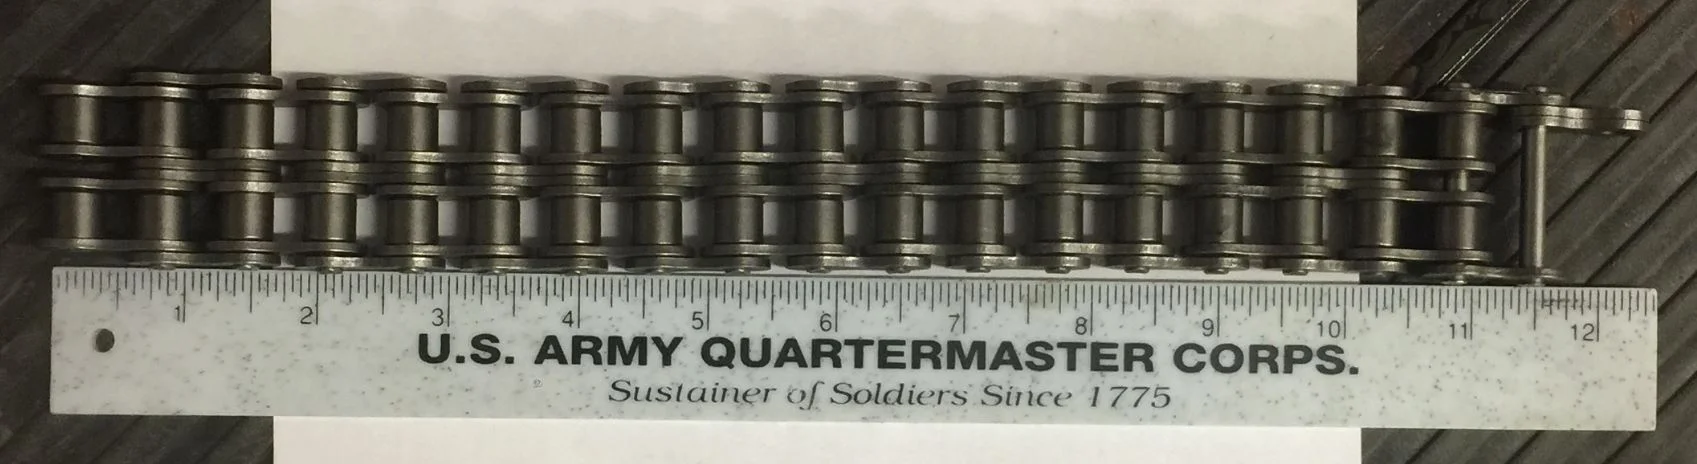 1 2 3 4 5 6 7 8 9 10 11 12
U.S. ARMY QUARTERMASTER CORPS.
Sustainer of Soldiers Since 1775